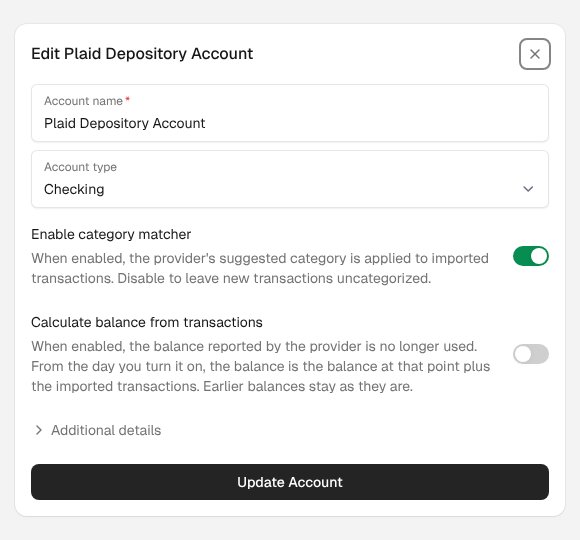 Edit Plaid Depository Account
Account name*
Plaid Depository Account
Account type
Checking
Enable category matcher
When enabled, the provider's suggested category is applied to imported
transactions. Disable to leave new transactions uncategorized.
Calculate balance from transactions
When enabled, the balance reported by the provider is no longer used.
From the day you turn it on, the balance is the balance at that point plus
the imported transactions. Earlier balances stay as they are.
Additional details
Update Account